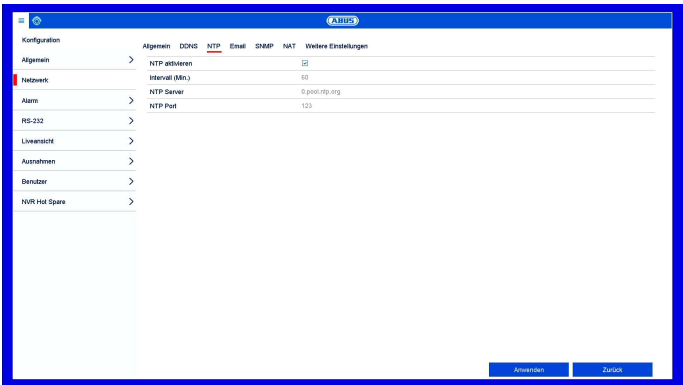 ABUS
Konfiguration
Allgemein DDNS NTP Email SNMP NAT Weitere Einstellungen
Allgemein
NTP aktivieren
Netzwerk
Intervall (Min.) 60
NTP Server 0.pool.ntp.org
Alarm
NTP Port 123
RS-232
Liveansicht
Ausnahmen
Benutzer
NVR Hot Spare
Anwenden Zurück